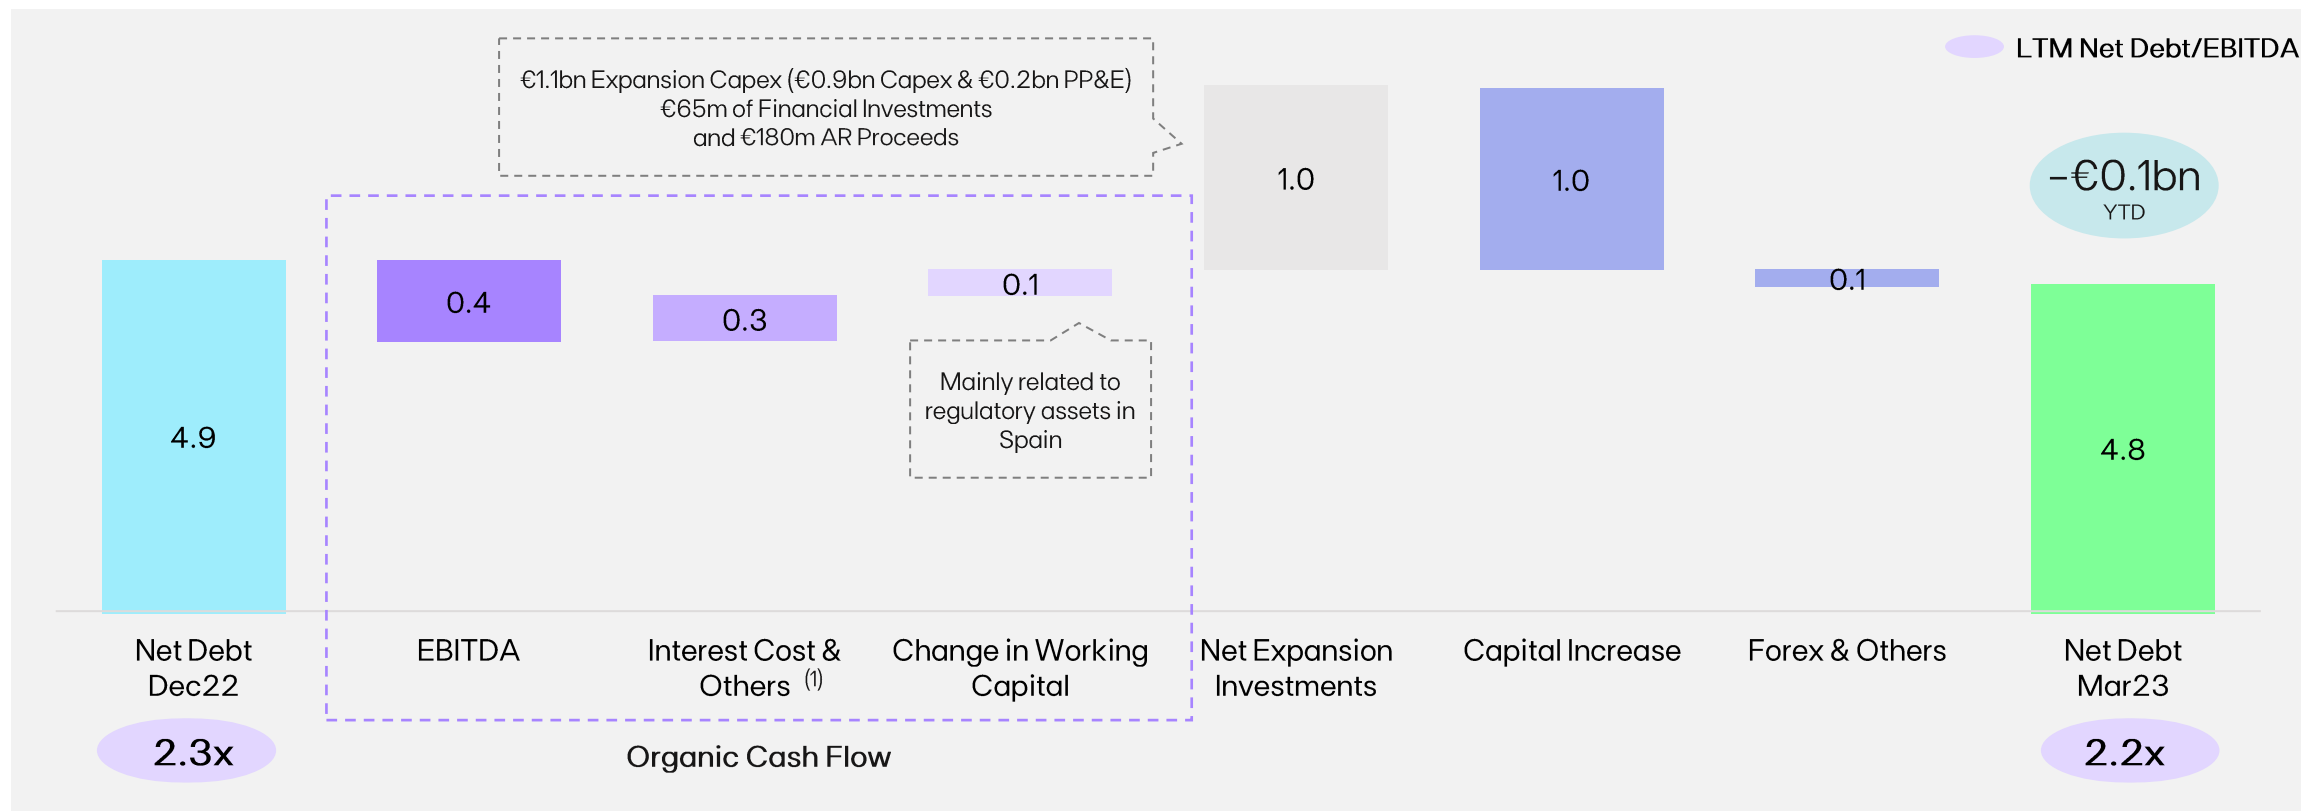 LTM Net Debt/EBITDA
€1.1bn Expansion Capex (€0.9bn Capex & €0.2bn PP&E)
€65m of Financial Investments
and €180m AR Proceeds
1.0
1.0
–€0.1bn
YTD
4.9
0.4
0.3
0.1
0.1
4.8
Mainly related to
regulatory assets in
Spain
Net Debt
Dec22
EBITDA
Interest Cost &
Others (1)
Change in Working
Capital
Net Expansion
Investments
Capital Increase
Forex & Others
Net Debt
Mar23
2.3x
Organic Cash Flow
2.2x